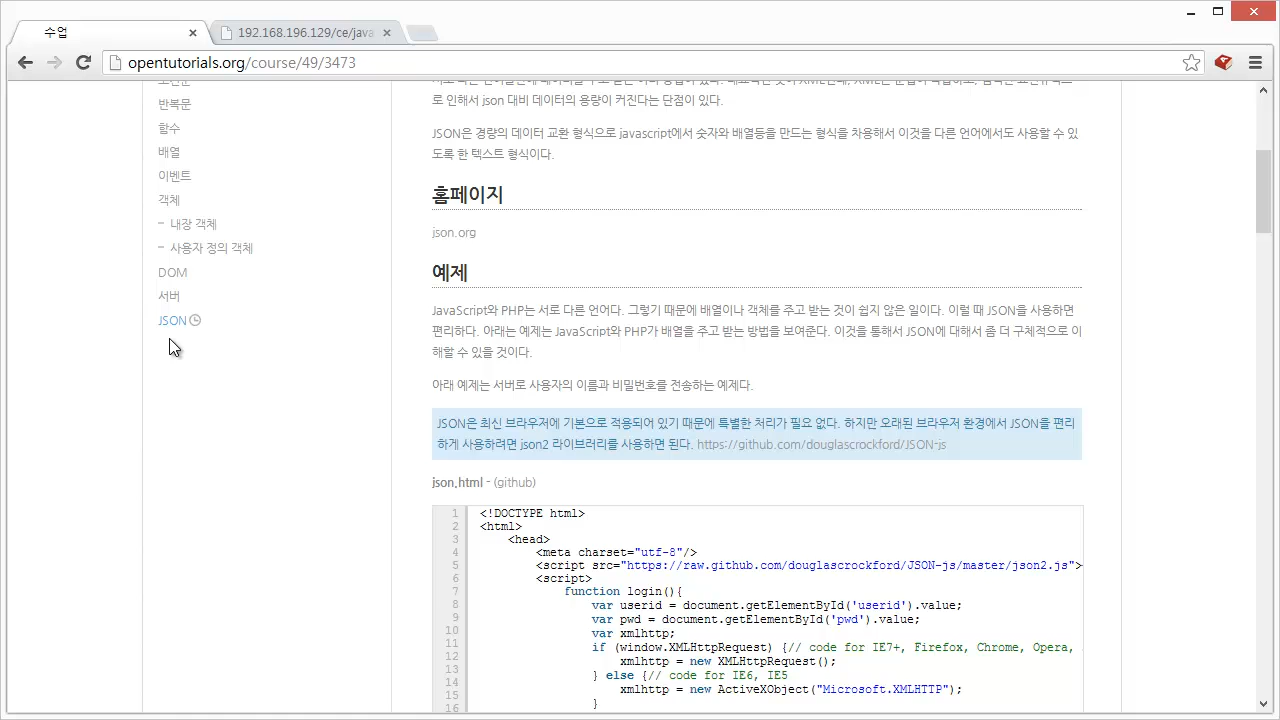 수업
192.168.196.129/ce/java
opentutorials.org/course/49/3473
반복문
함수
배열
이벤트
객체
- 내장 객체
- 사용자 정의 객체
DOM
서버
JSON
로 인해서 json 대비 데이터의 용량이 커진다는 단점이 있다.
JSON은 경량의 데이터 교환 형식으로 javascript에서 숫자와 배열등을 만드는 형식을 차용해서 이것을 다른 언어에서도 사용할 수 있
도록 한 텍스트 형식이다.
홈페이지
json.org
예제
JavaScript와 PHP는 서로 다른 언어다. 그렇기 때문에 배열이나 객체를 주고 받는 것이 쉽지 않은 일이다. 이럴 때 JSON을 사용하면
편리하다. 아래는 예제는 JavaScript와 PHP가 배열을 주고 받는 방법을 보여준다. 이것을 통해서 JSON에 대해서 좀 더 구체적으로 이
해할 수 있을 것이다.
아래 예제는 서버로 사용자의 이름과 비밀번호를 전송하는 예제다.
JSON은 최신 브라우저에 기본으로 적용되어 있기 때문에 특별한 처리가 필요 없다. 하지만 오래된 브라우저 환경에서 JSON을 편리
하게 사용하려면 json2 라이브러리를 사용하면 된다. https://github.com/douglascrockford/JSON-js
json.html - (github)
1 <!DOCTYPE html>
2 <html>
3 <head>
4 <meta charset="utf-8"/>
5 <script src="https://raw.github.com/douglascrockford/JSON-js/master/json2.js">
6 <script>
7 function login(){
8 var userid = document.getElementById('userid').value;
9 var pwd = document.getElementById('pwd').value;
10 var xmlhttp;
11 if (window.XMLHttpRequest) {// code for IE7+, Firefox, Chrome, Opera,
12 xmlhttp = new XMLHttpRequest();
13 } else {// code for IE6, IE5
14 xmlhttp = new ActiveXObject("Microsoft.XMLHTTP");
15 }
16